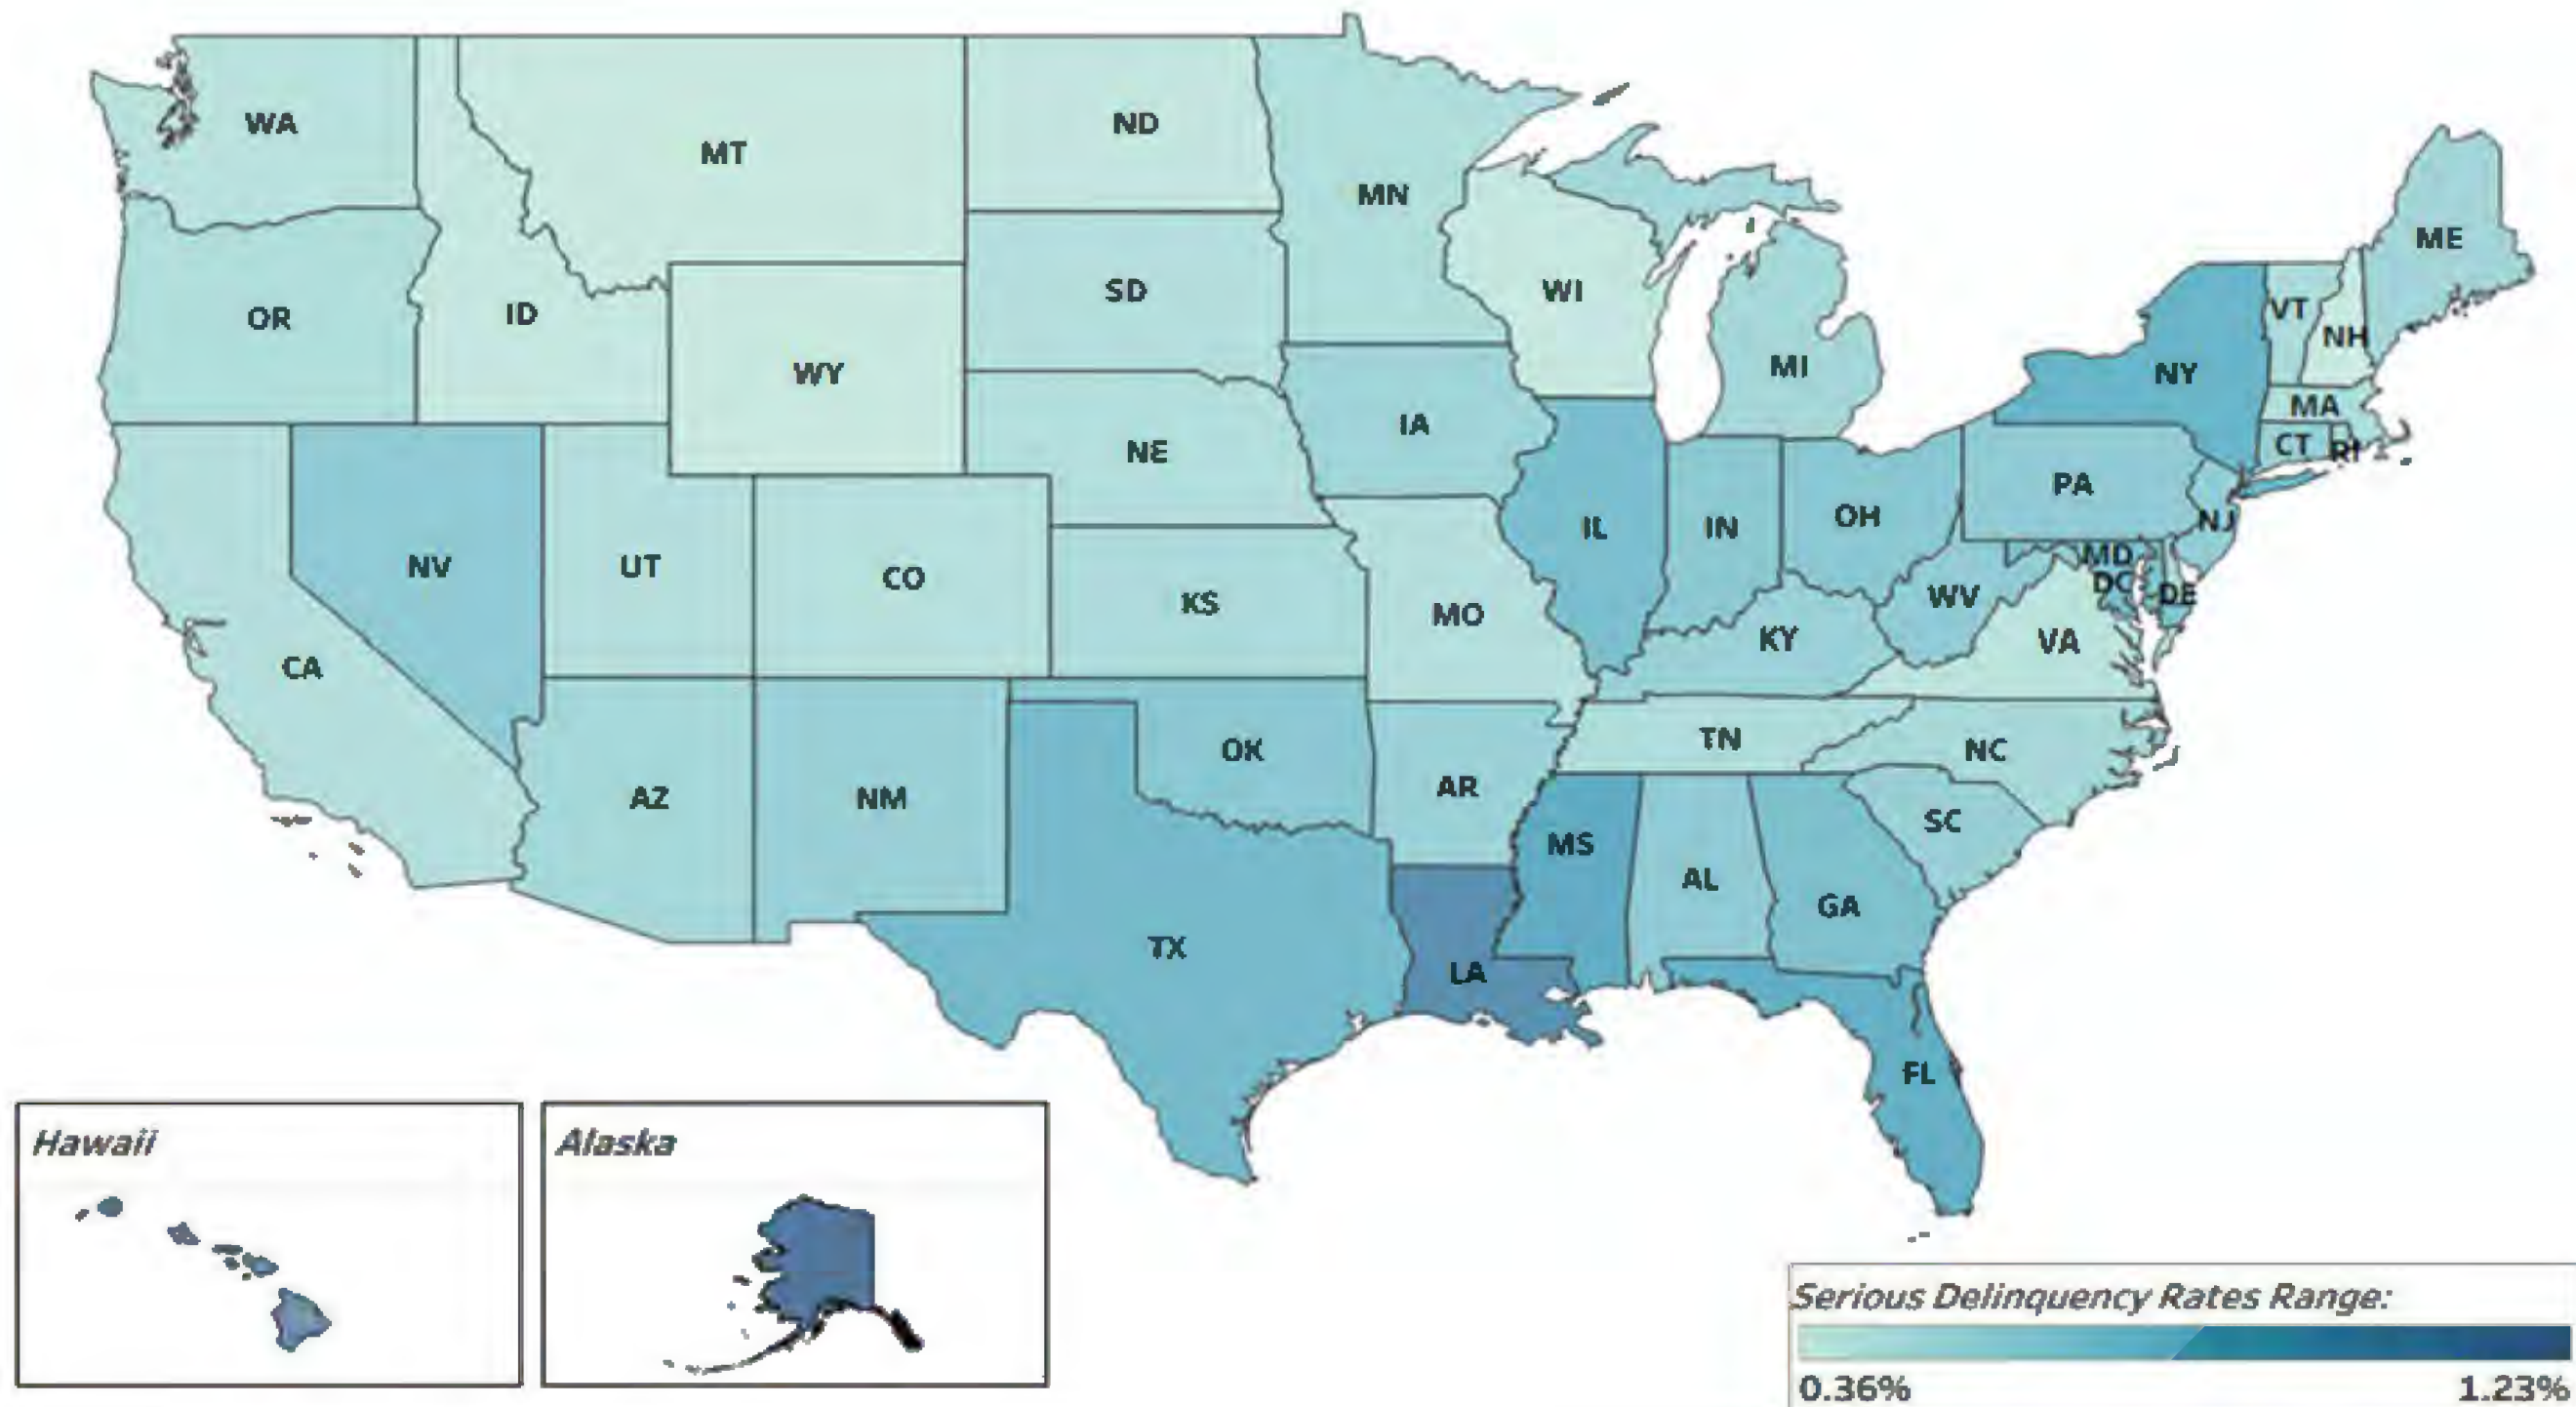 WA
MT
ND
MN
ME
OR
ID
SD
WI
VT
NH
WY
MI
NY
NE
IA
MA
CT
RI
PA
NV
UT
CO
KS
MO
IL
IN
OH
NJ
WV
MD
DC
DE
CA
KY
VA
AZ
NM
OK
AR
TN
NC
MS
AL
GA
SC
TX
LA
FL
Hawaii
Alaska
Serious Delinquency Rates Range:
0.36% 1.23%